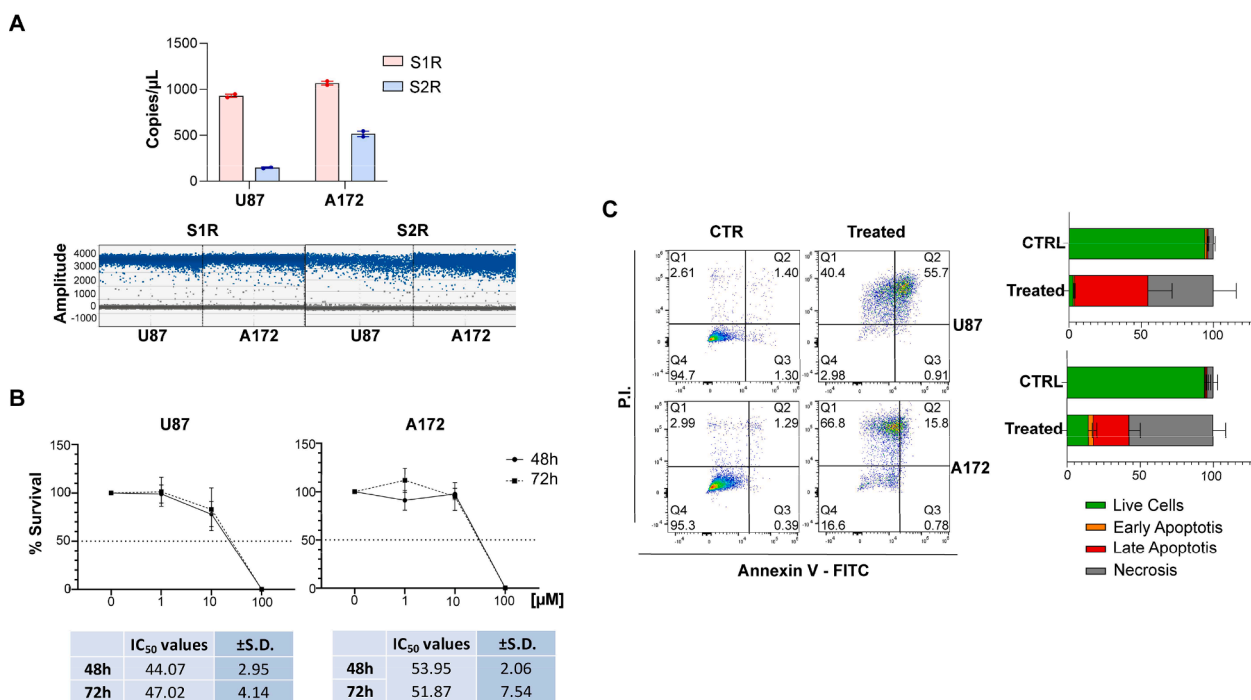 A
1500
1000
500
0
Copies/µL
S1R
S2R
U87 A172
S1R S2R
Amplitude
4000
3000
2000
1000
0
-1000
U87 A172 U87 A172
B
U87 A172
% Survival
150
100
50
0
0 1 10 100
150
100
50
0
0 1 10 100 [µM]
48h
72h
IC50 values ±S.D.
48h 44.07 2.95
72h 47.02 4.14
IC50 values ±S.D.
48h 53.95 2.06
72h 51.87 7.54
C
CTR Treated
Q1 2.61 Q2 1.40
Q4 94.7 Q3 1.30
Q1 40.4 Q2 55.7
Q4 2.98 Q3 0.91
U87
Q1 2.99 Q2 1.29
Q4 95.3 Q3 0.39
Q1 66.8 Q2 15.8
Q4 16.6 Q3 0.78
A172
P.I.
Annexin V - FITC
CTRL
Treated
0 50 100
CTRL
Treated
0 50 100
Live Cells
Early Apoptotis
Late Apoptotis
Necrosis